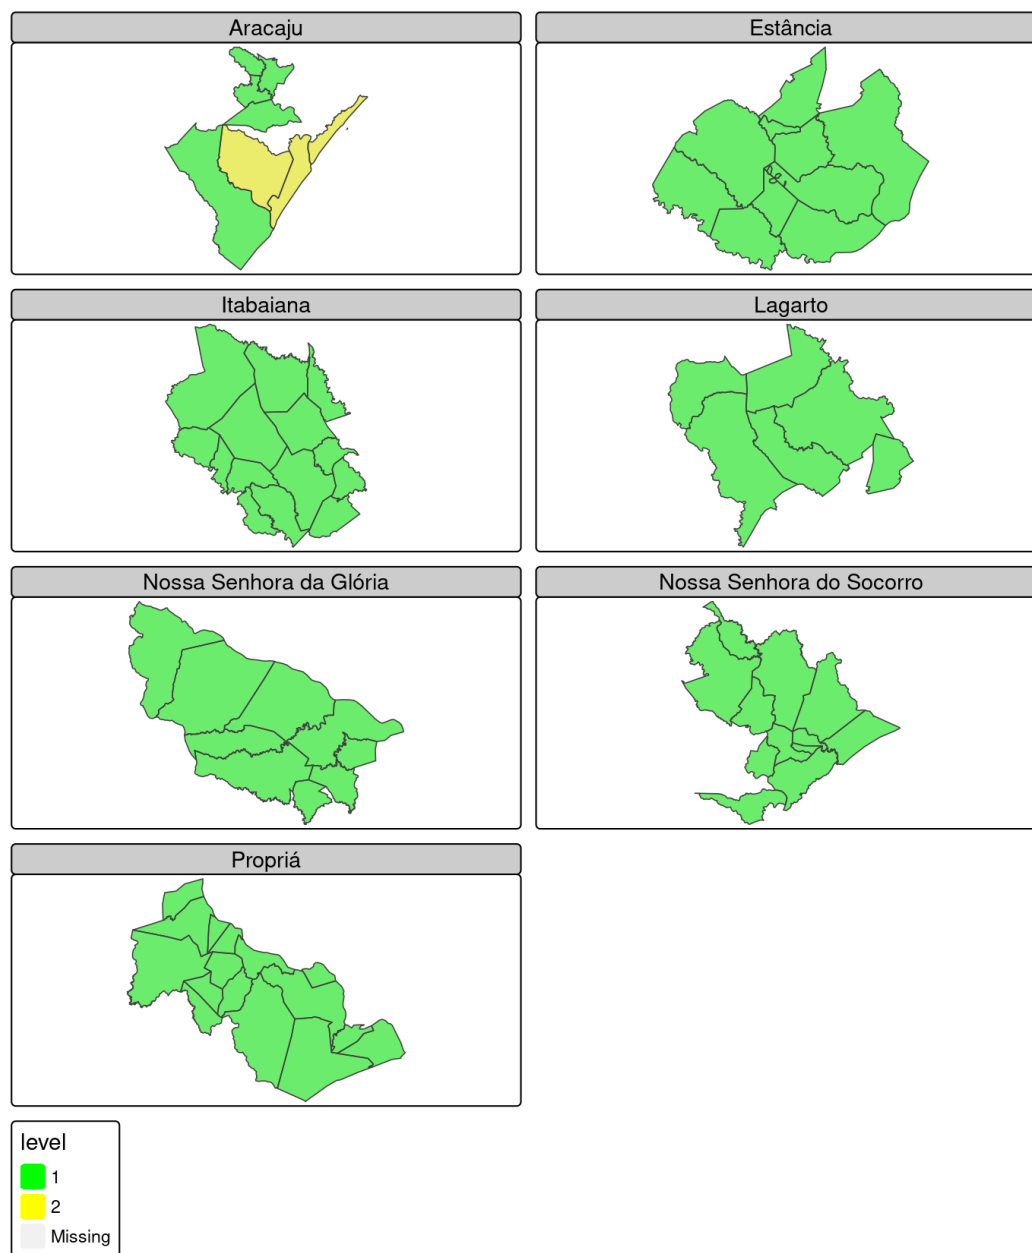 Aracaju
Estância
Itabaiana
Lagarto
Nossa Senhora da Glória
Nossa Senhora do Socorro
Propriá
level
1
2
Missing